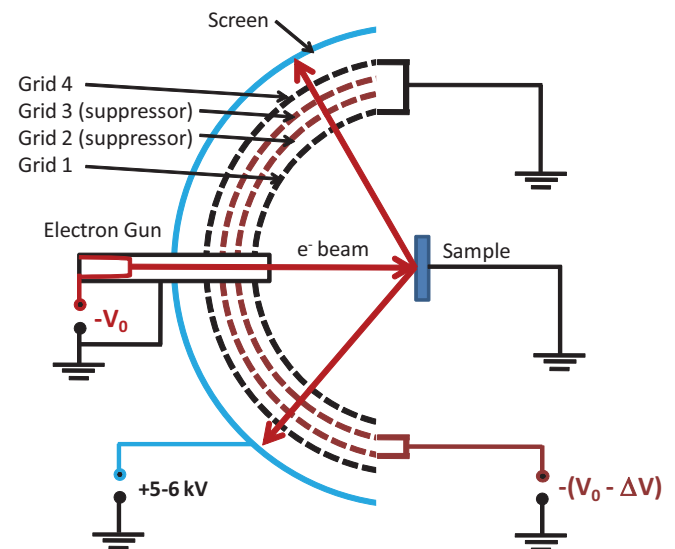 Screen
Grid 4
Grid 3 (suppressor)
Grid 2 (suppressor)
Grid 1
Electron Gun
e⁻ beam
Sample
-V₀
+5-6 kV
-(V₀ - ΔV)